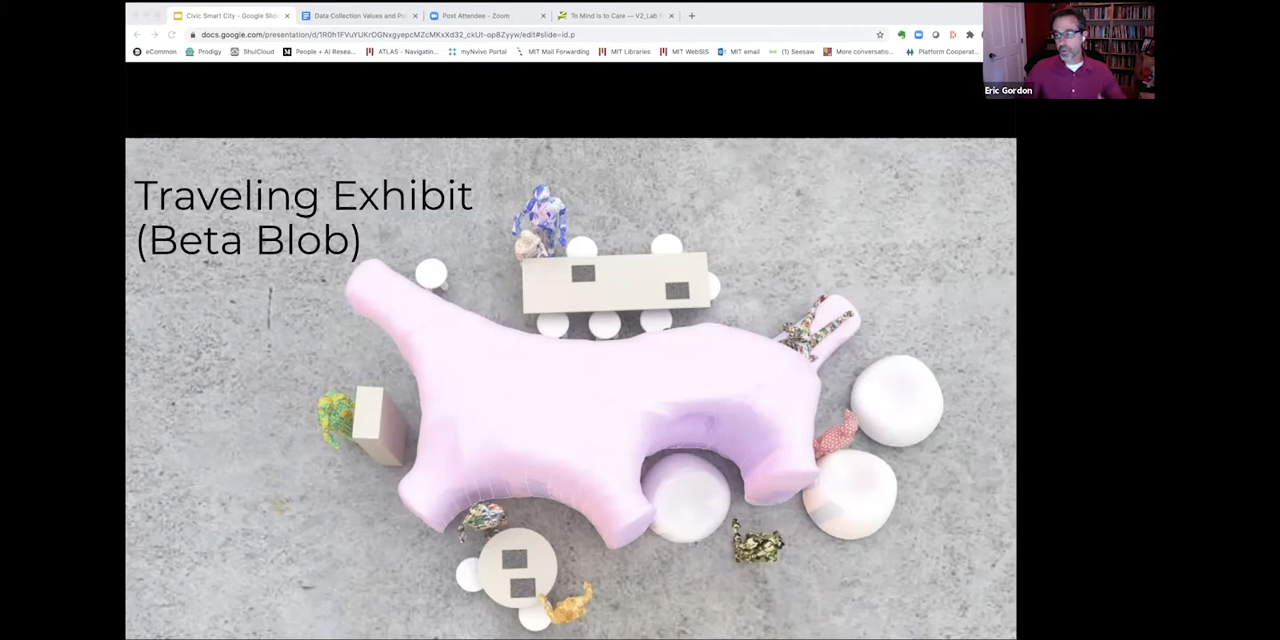 Civic Smart City - Google Slid
Data Collection Values and Po
Post Attendee - Zoom
To Mind is to Care — V2_Lab
docs.google.com/presentation/d/1R0h1FVuYUKrOGNxgyepcMZcMKxXd32_ckUt-op8Zyyw/edit#slide=id.p
eCommon
Prodigy
ShulCloud
People + AI Resea...
ATLAS - Navigatin...
myNvive Portal
MIT Mail Forwarding
MIT Libraries
MIT WebSIS
MIT email
(1) Seesaw
More conversatio...
Platform Cooperat...
Eric Gordon
Traveling Exhibit
(Beta Blob)